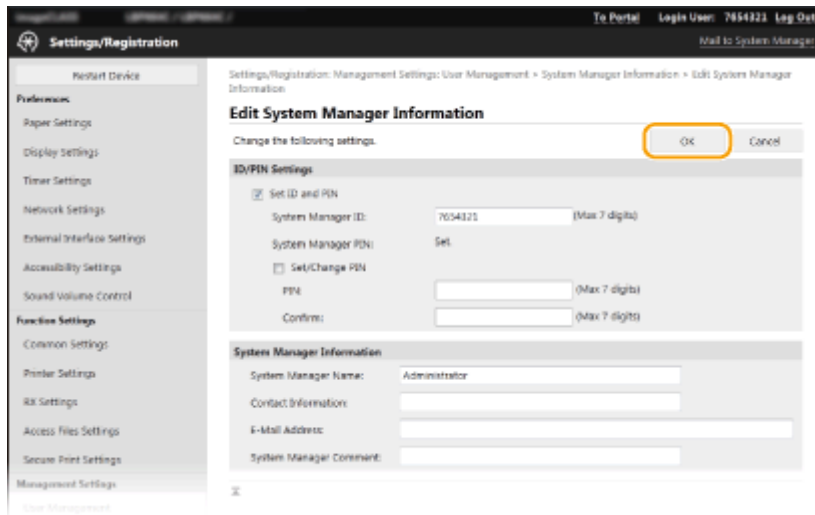 To Portal Login User: 7654321 Log Out
Settings/Registration
Mail to System Manager
Restart Device
Preferences
Paper Settings
Display Settings
Timer Settings
Network Settings
External Interface Settings
Accessibility Settings
Sound Volume Control
Function Settings
Common Settings
Printer Settings
RX Settings
Access Files Settings
Secure Print Settings
Management Settings
User Management
Settings/Registration: Management Settings: User Management > System Manager Information > Edit System Manager
Information
Edit System Manager Information
Change the following settings.
OK Cancel
ID/PIN Settings
Set ID and PIN
System Manager ID: 7654321 (Max 7 digits)
System Manager PIN: Set
Set/Change PIN
PIN: (Max 7 digits)
Confirm: (Max 7 digits)
System Manager Information
System Manager Name: Administrator
Contact Information:
E-Mail Address:
System Manager Comment: